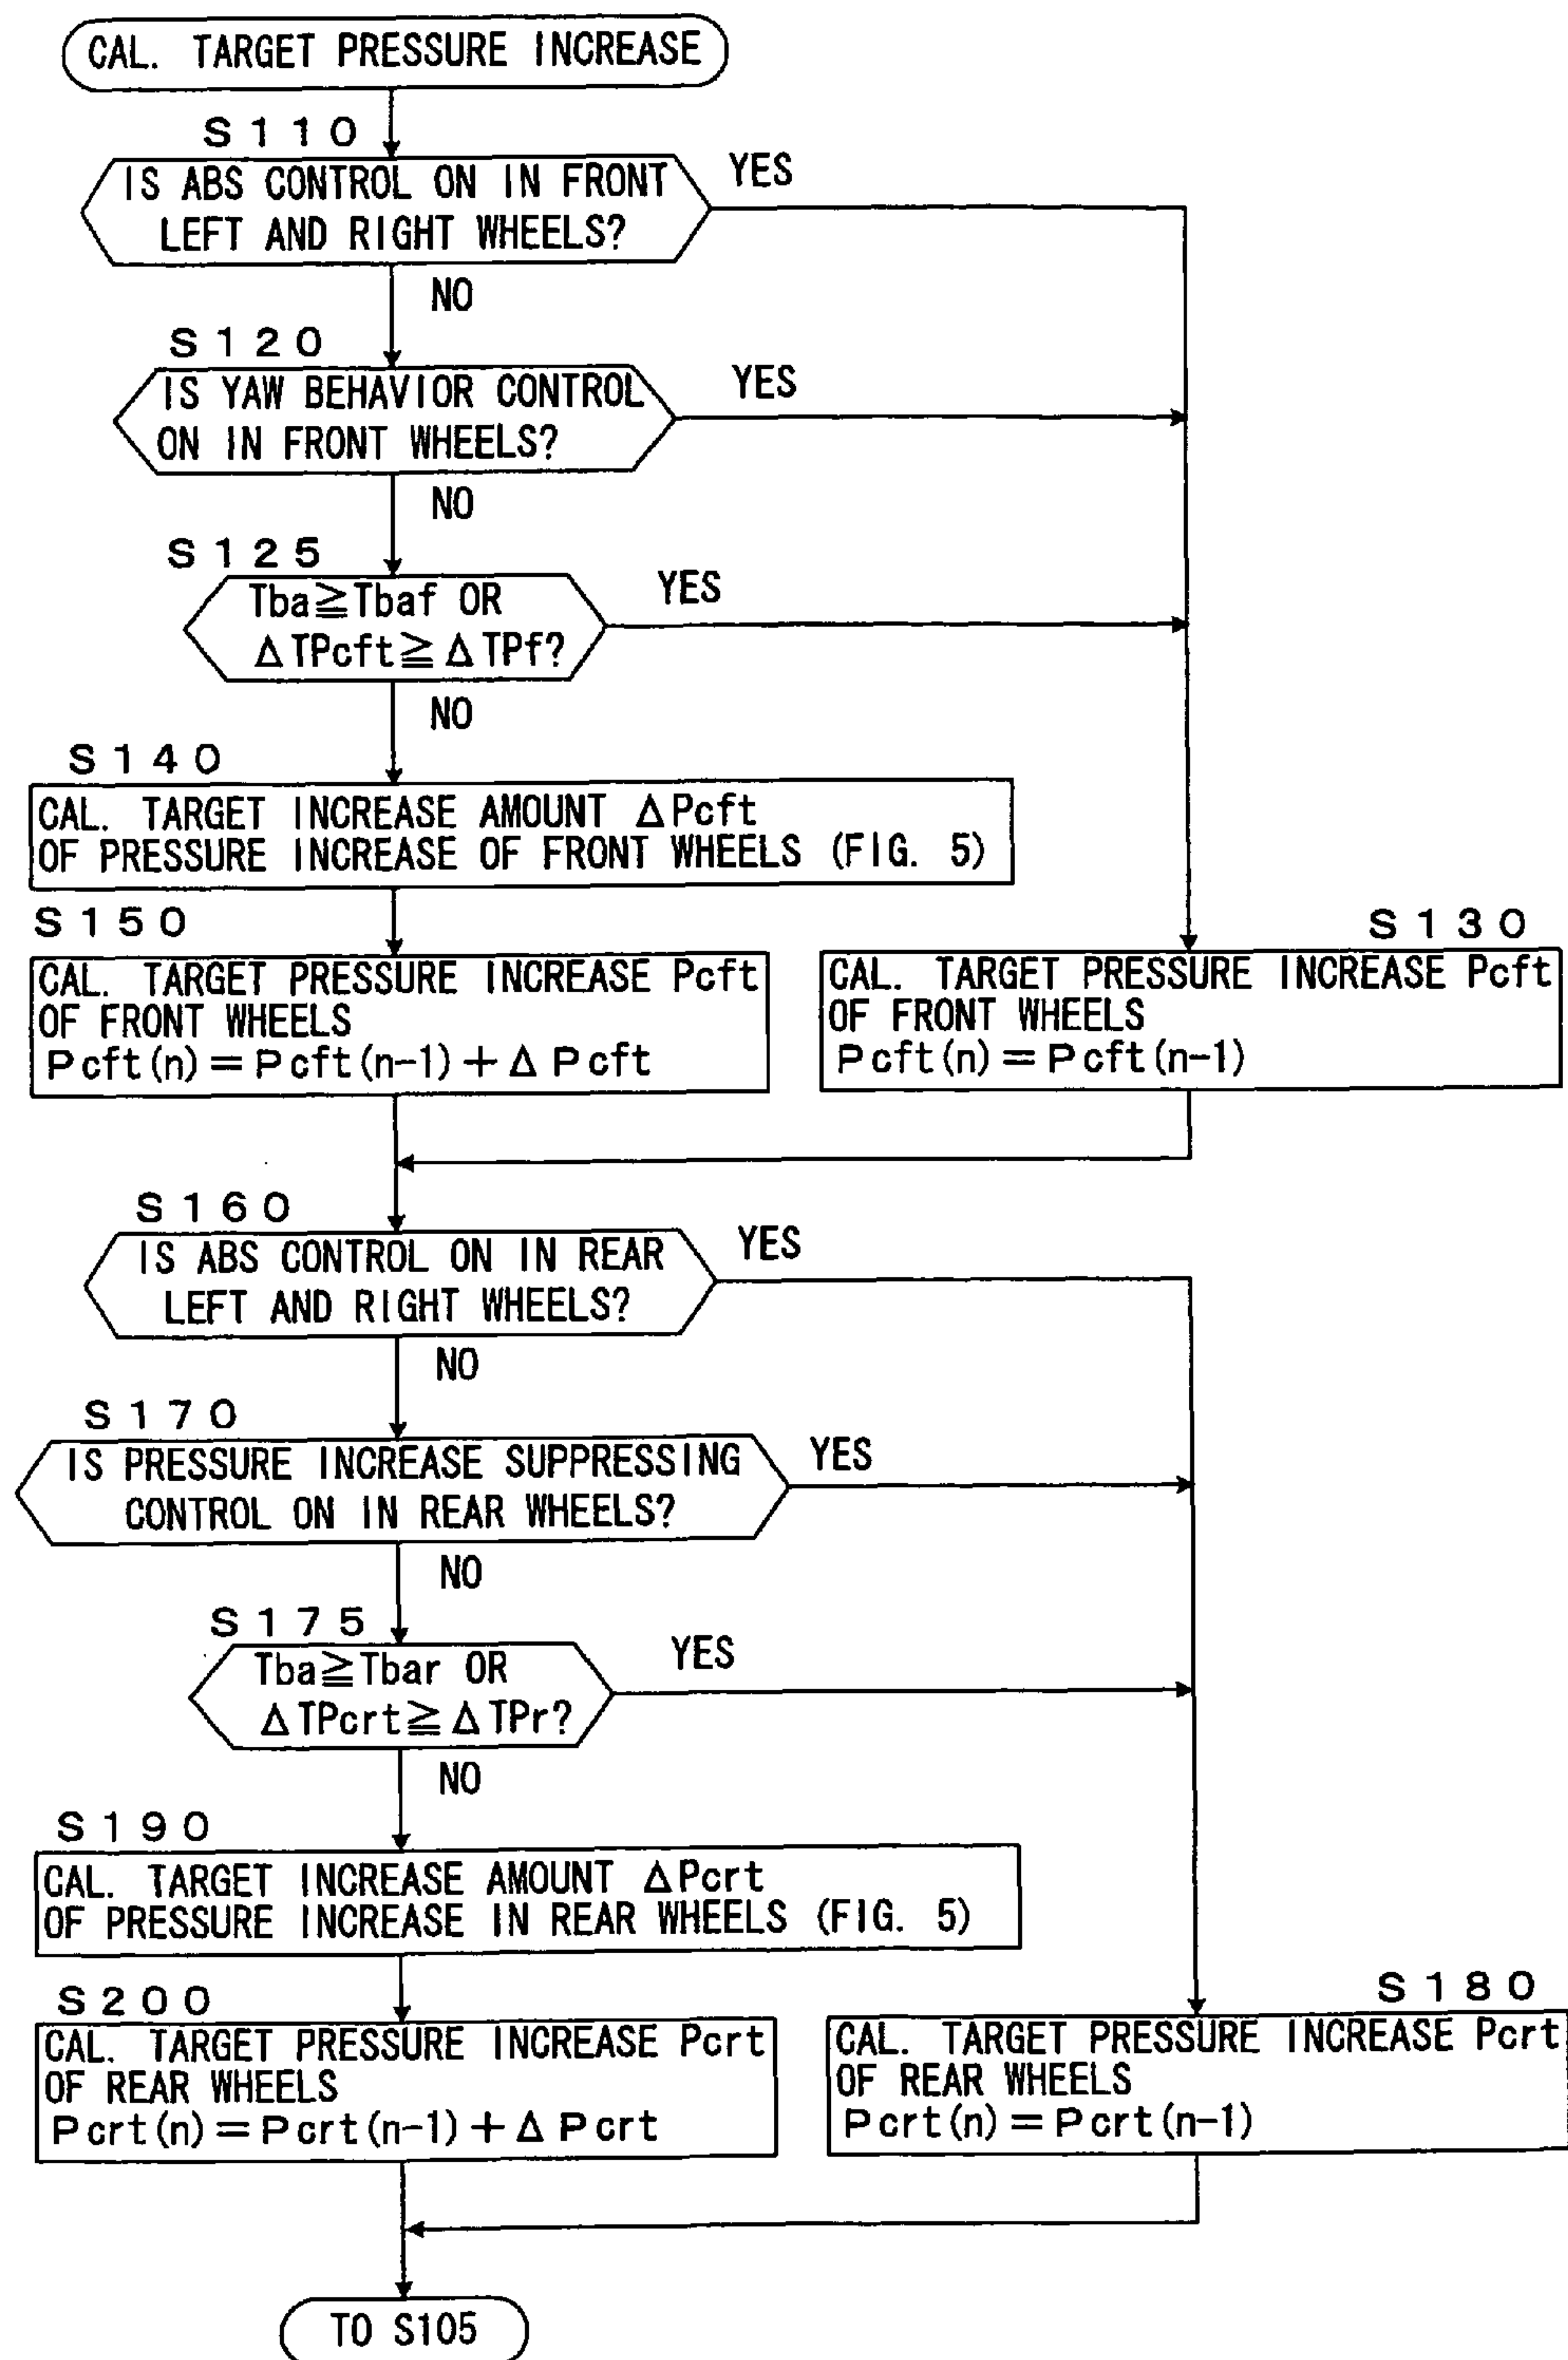 CAL. TARGET PRESSURE INCREASE
S110
IS ABS CONTROL ON IN FRONT
LEFT AND RIGHT WHEELS?
YES
NO
S120
IS YAW BEHAVIOR CONTROL
ON IN FRONT WHEELS?
YES
NO
S125
Tba≧Tbaf OR
ΔTPcft≧ΔTPf?
YES
NO
S140
CAL. TARGET INCREASE AMOUNT ΔPcft
OF PRESSURE INCREASE OF FRONT WHEELS (FIG. 5)
S150
CAL. TARGET PRESSURE INCREASE Pcft
OF FRONT WHEELS
Pcft(n)=Pcft(n-1)+ΔPcft
S130
CAL. TARGET PRESSURE INCREASE Pcft
OF FRONT WHEELS
Pcft(n)=Pcft(n-1)
S160
IS ABS CONTROL ON IN REAR
LEFT AND RIGHT WHEELS?
YES
NO
S170
IS PRESSURE INCREASE SUPPRESSING
CONTROL ON IN REAR WHEELS?
YES
NO
S175
Tba≧Tbar OR
ΔTPcrt≧ΔTPr?
YES
NO
S190
CAL. TARGET INCREASE AMOUNT ΔPcrt
OF PRESSURE INCREASE IN REAR WHEELS (FIG. 5)
S200
CAL. TARGET PRESSURE INCREASE Pcrt
OF REAR WHEELS
Pcrt(n)=Pcrt(n-1)+ΔPcrt
S180
CAL. TARGET PRESSURE INCREASE Pcrt
OF REAR WHEELS
Pcrt(n)=Pcrt(n-1)
TO S105